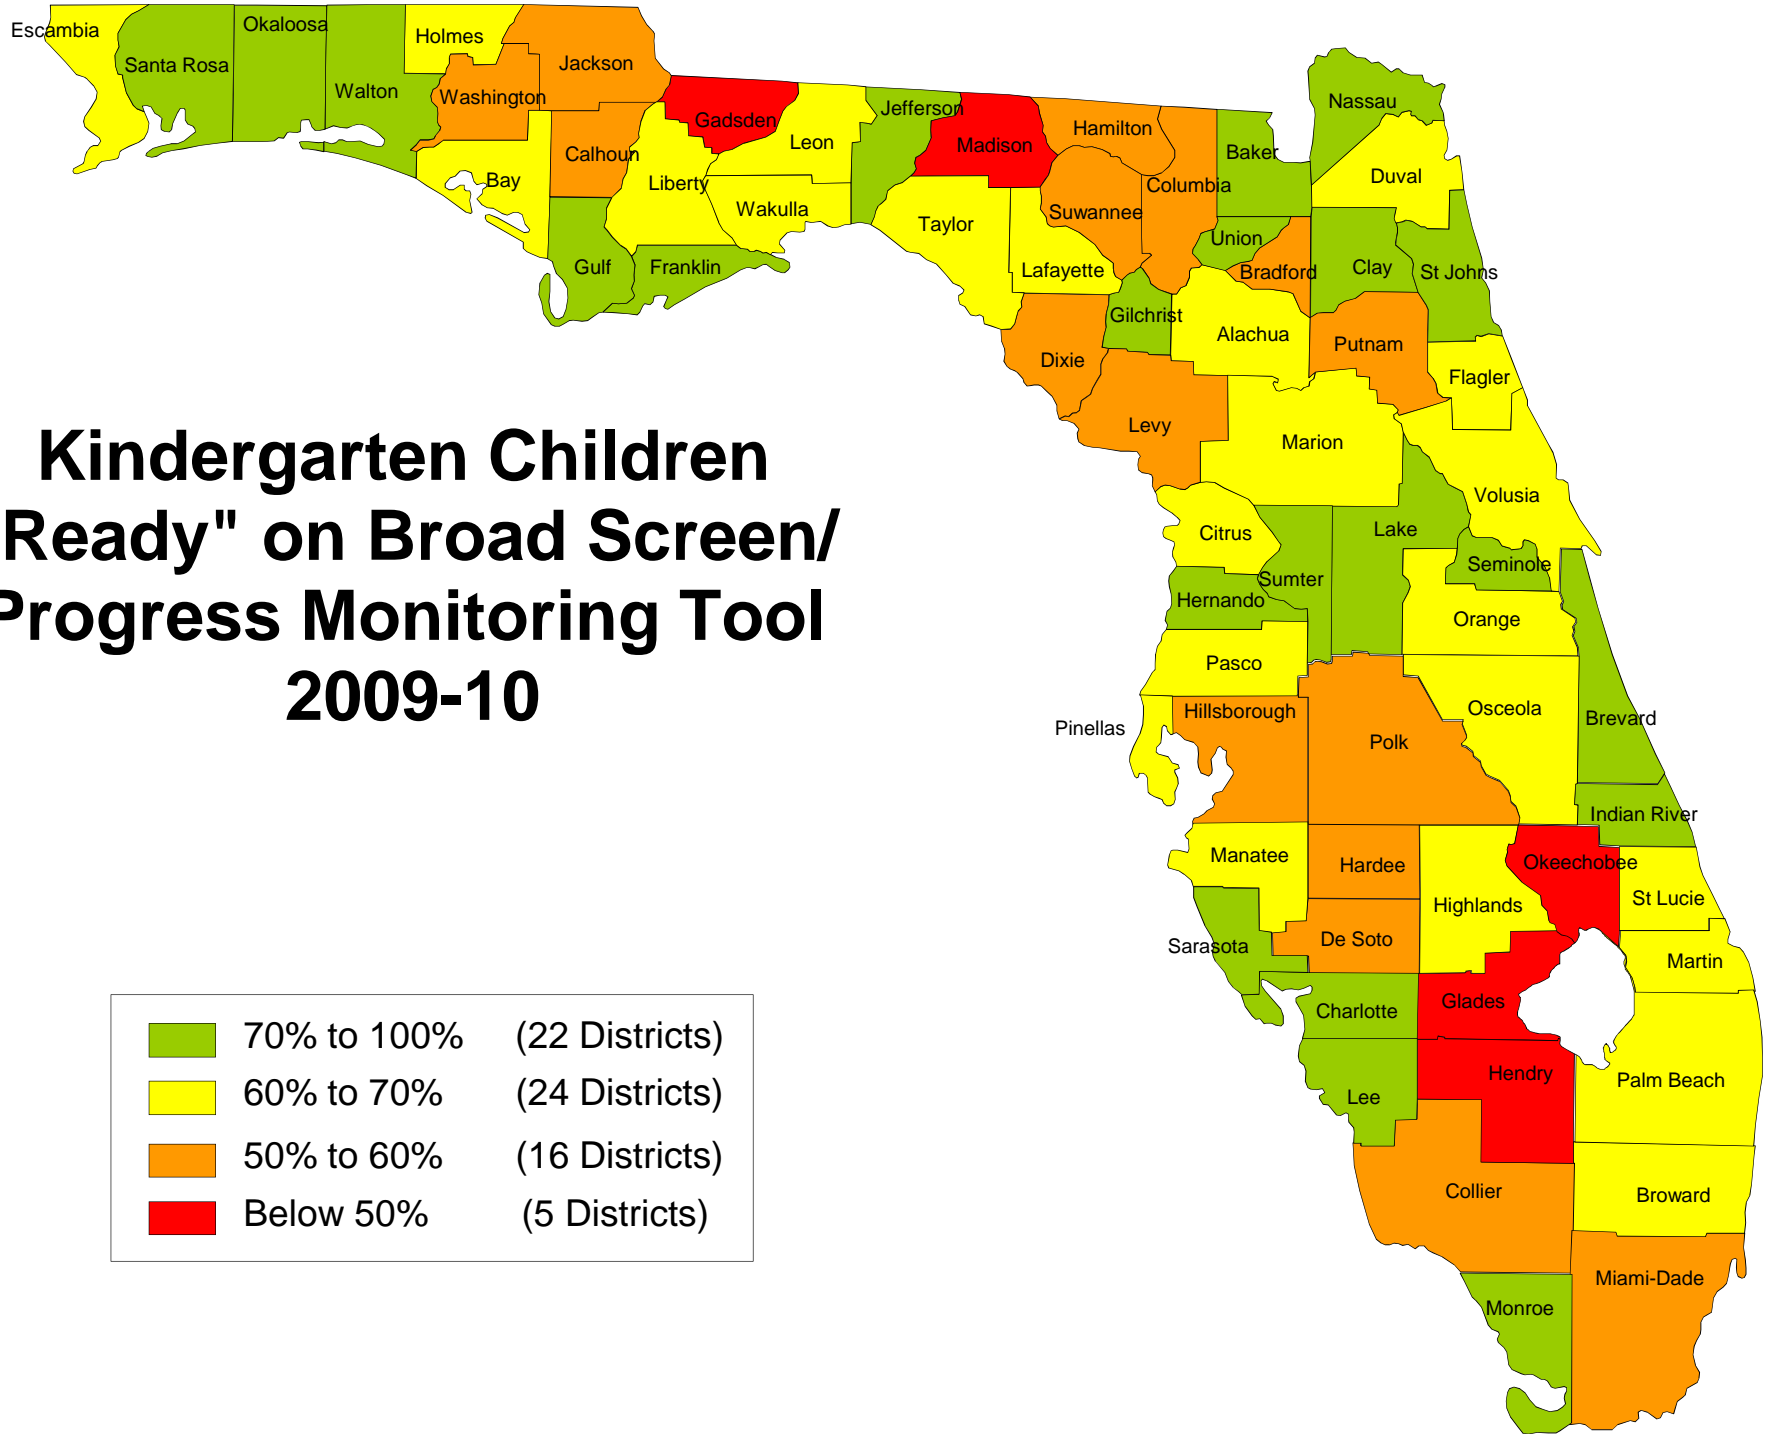 Escambia
Santa Rosa
Okaloosa
Walton
Holmes
Washington
Jackson
Bay
Calhoun
Gulf
Gadsden
Liberty
Franklin
Leon
Wakulla
Jefferson
Madison
Taylor
Hamilton
Suwannee
Lafayette
Columbia
Baker
Union
Bradford
Nassau
Duval
Clay
St Johns
Gilchrist
Dixie
Alachua
Putnam
Flagler
Levy
Marion
Volusia
Citrus
Sumter
Lake
Seminole
Hernando
Orange
Pasco
Pinellas
Hillsborough
Polk
Osceola
Brevard
Indian River
Manatee
Hardee
Highlands
Okeechobee
St Lucie
Sarasota
De Soto
Martin
Charlotte
Glades
Lee
Hendry
Palm Beach
Collier
Broward
Miami-Dade
Monroe
Kindergarten Children
Ready" on Broad Screen/
Progress Monitoring Tool
2009-10
70% to 100% (22 Districts)
60% to 70% (24 Districts)
50% to 60% (16 Districts)
Below 50% (5 Districts)